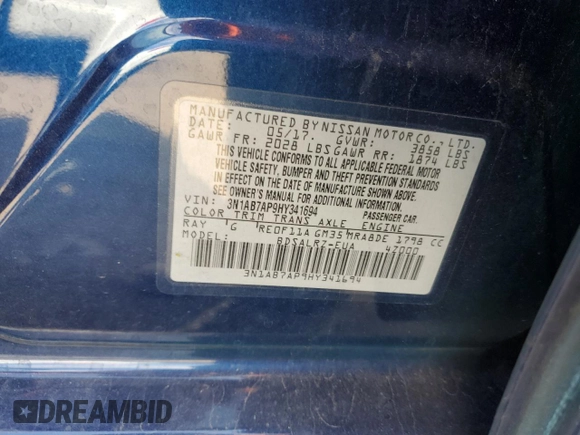 MANUFACTURED BY NISSAN MOTOR CO., LTD.
DATE: 05/17. GVWR: 3858 LBS
GAWR FR: 2028 LBS GAWR RR: 1874 LBS
THIS VEHICLE CONFORMS TO ALL APPLICABLE FEDERAL MOTOR
VEHICLE SAFETY, BUMPER, AND THEFT PREVENTION STANDARDS
IN EFFECT ON THE DATE OF MANUFACTURE SHOWN ABOVE.
SEE OWNER'S MANUAL FOR ADDITIONAL INFORMATION
VIN: 3N1AB7AP9HY341694 PASSENGER CAR.
COLOR TRIM TRANS AXLE ENGINE
RAY G RE0F11A GM35 MRA8DE 1798 CC
MODEL: BDSALRZ-EUA 4Z000
3N1AB7AP9HY341694
DREAMBID